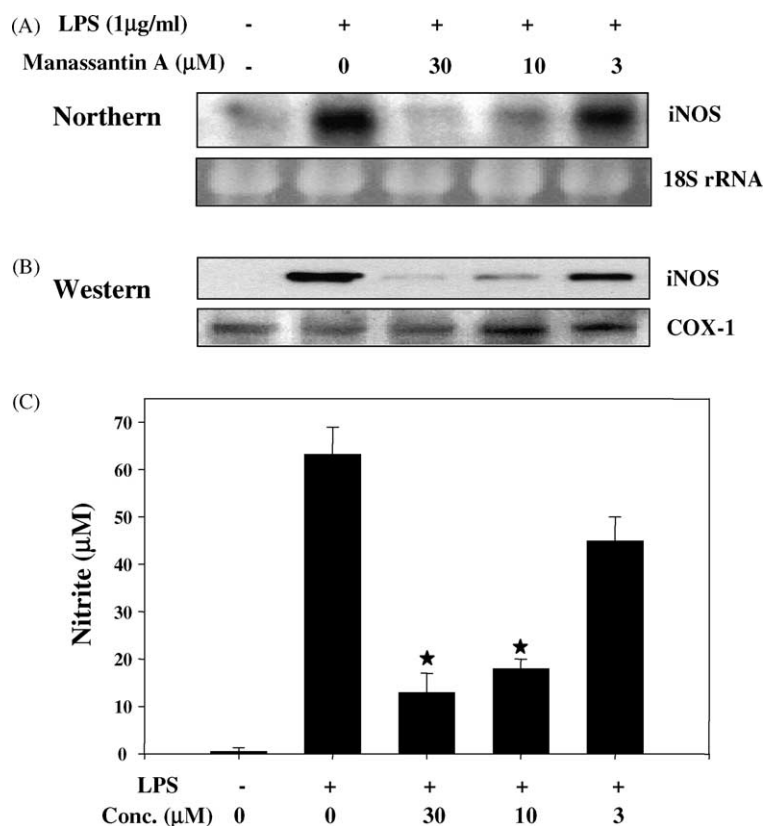 (A) LPS (1μg/ml) - + + + +
Manassantin A (μM) - 0 30 10 3
Northern iNOS
18S rRNA
(B) Western iNOS
COX-1
(C)
70
60
50
40
30
20
10
0
Nitrite (μM)
★ ★
LPS - + + + +
Conc. (μM) 0 0 30 10 3